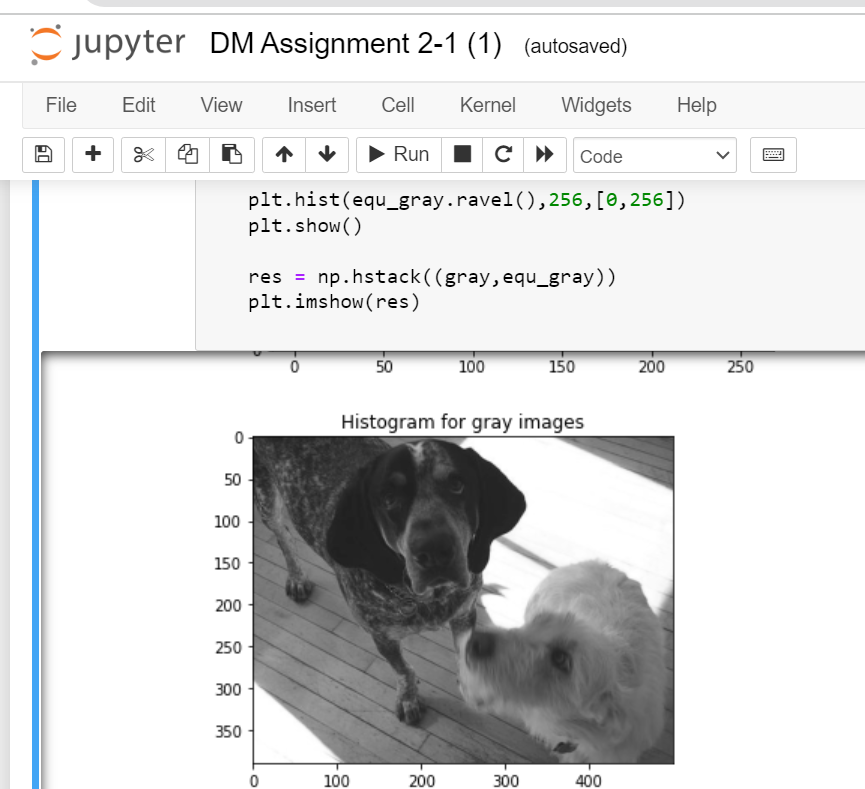 jupyter DM Assignment 2-1 (1) (autosaved)
File Edit View Insert Cell Kernel Widgets Help
Run Code
plt.hist(equ_gray.ravel(),256,[0,256])
plt.show()
res = np.hstack((gray,equ_gray))
plt.imshow(res)
0
0 50 100 150 200 250
Histogram for gray images
0
50
100
150
200
250
300
350
0 100 200 300 400